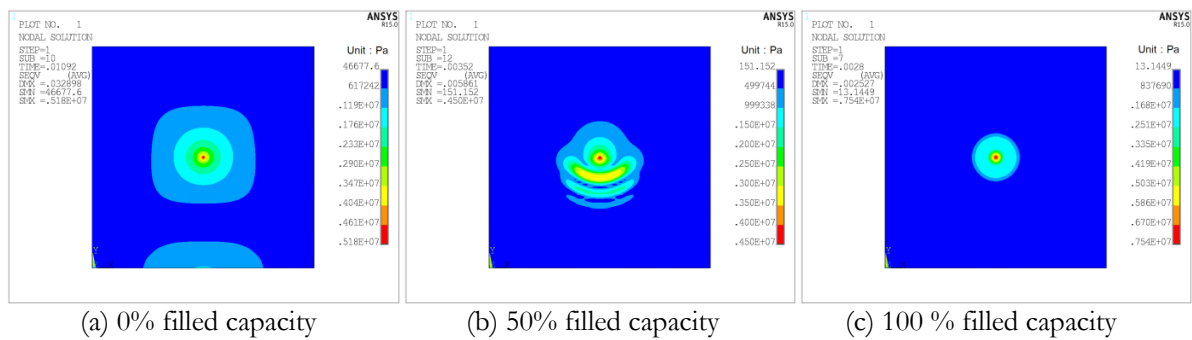 1
PLOT NO. 1
NODAL SOLUTION
STEP=1
SUB =10
TIME=.01092
SEQV (AVG)
DMX =.032898
SMN =46677.6
SMX =.518E+07
ANSYS
R15.0
Unit : Pa
46677.6
617242
.119E+07
.176E+07
.233E+07
.290E+07
.347E+07
.404E+07
.461E+07
.518E+07
Y
X
(a) 0% filled capacity
1
PLOT NO. 1
NODAL SOLUTION
STEP=1
SUB =12
TIME=.00352
SEQV (AVG)
DMX =.005861
SMN =151.152
SMX =.450E+07
ANSYS
R15.0
Unit : Pa
151.152
499744
999338
.150E+07
.200E+07
.250E+07
.300E+07
.350E+07
.400E+07
.450E+07
Y
X
(b) 50% filled capacity
1
PLOT NO. 1
NODAL SOLUTION
STEP=1
SUB =7
TIME=.0028
SEQV (AVG)
DMX =.002527
SMN =13.1449
SMX =.754E+07
ANSYS
R15.0
Unit : Pa
13.1449
837690
.168E+07
.251E+07
.335E+07
.419E+07
.503E+07
.586E+07
.670E+07
.754E+07
Y
X
(c) 100 % filled capacity